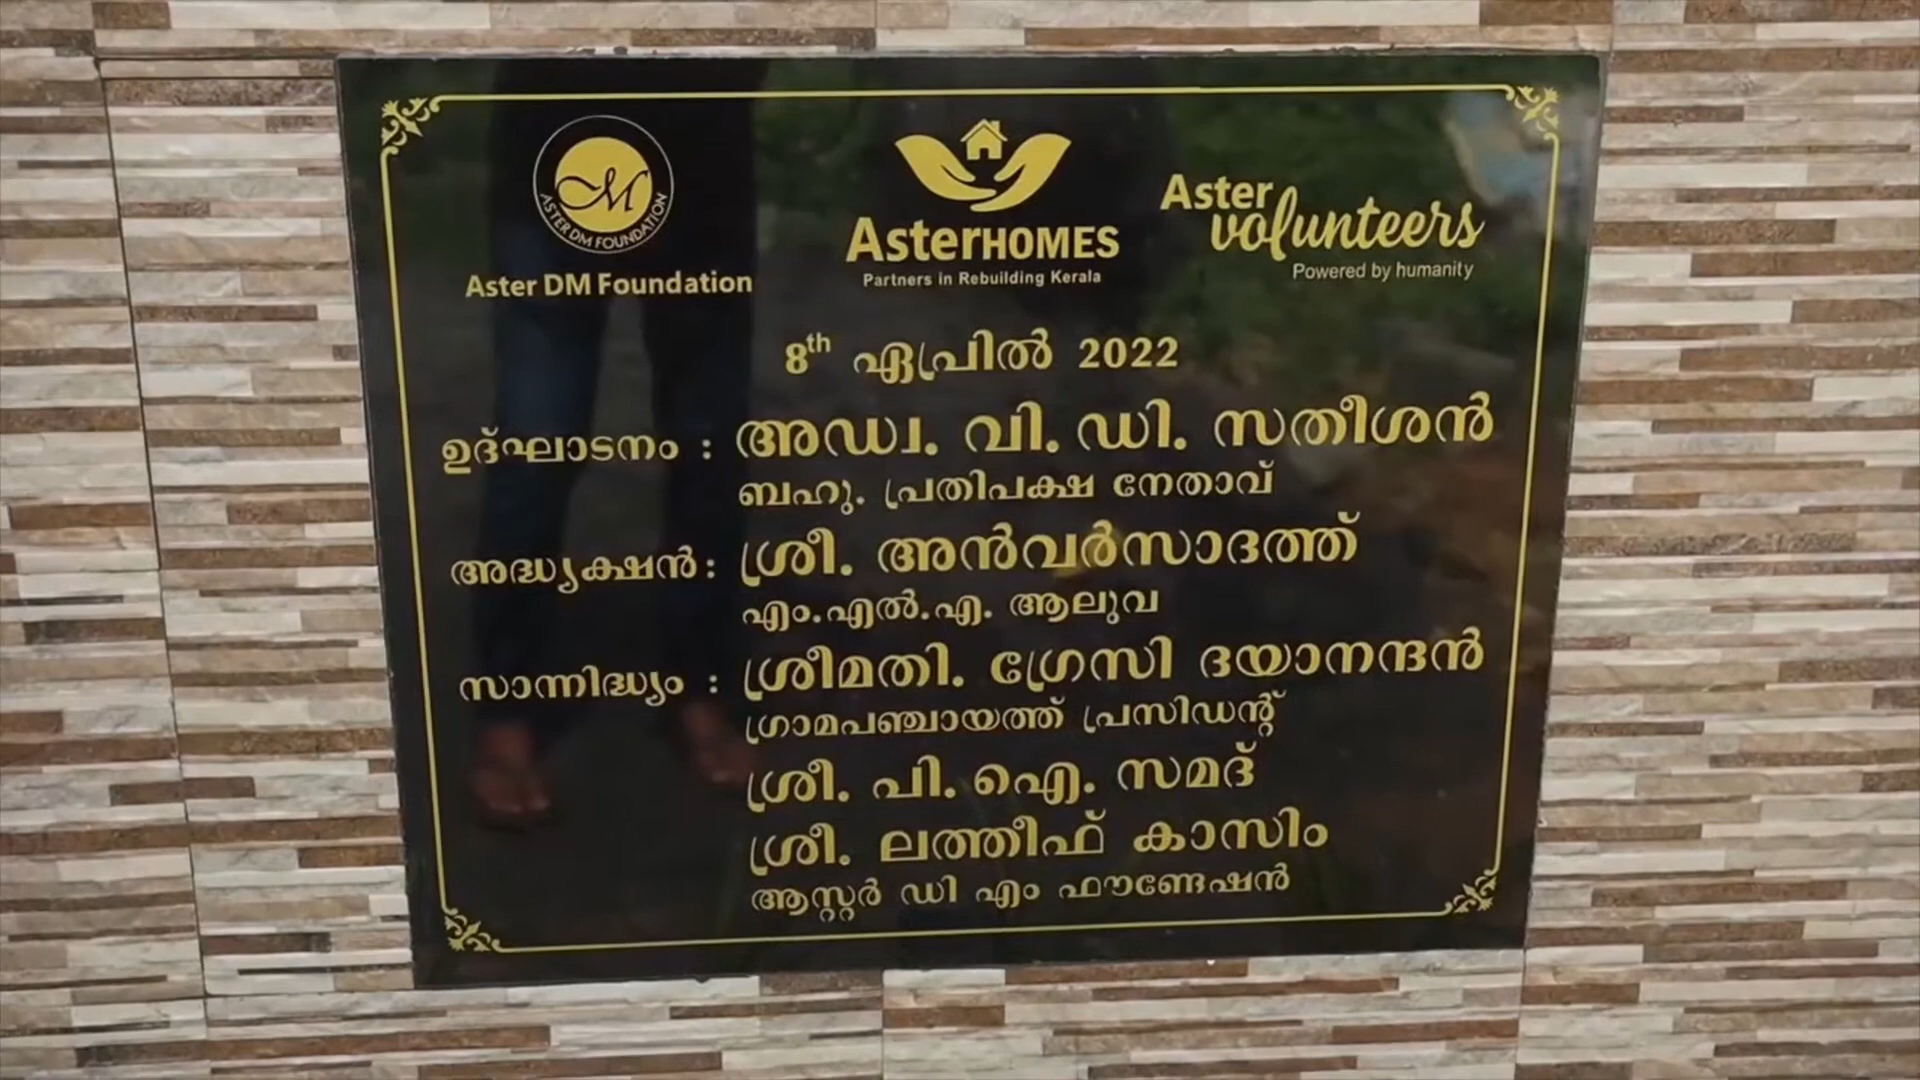 M
ASTER DM FOUNDATION
Aster DM Foundation
AsterHOMES
Partners in Rebuilding Kerala
Aster
volunteers
Powered by humanity
8th ഏപ്രിൽ 2022
ഉദ്ഘാടനം : അഡ്വ. വി. ഡി. സതീശൻ
ബഹു. പ്രതിപക്ഷ നേതാവ്
അദ്ധ്യക്ഷൻ : ശ്രീ. അൻവർസാദത്ത്
എം.എൽ.എ. ആലുവ
സാന്നിദ്ധ്യം : ശ്രീമതി. ഗ്രേസി ദയാനന്ദൻ
ഗ്രാമപഞ്ചായത്ത് പ്രസിഡന്റ്
ശ്രീ. പി. ഐ. സമദ്
ശ്രീ. ലത്തീഫ് കാസിം
ആസ്റ്റർ ഡി എം ഫൗണ്ടേഷൻ